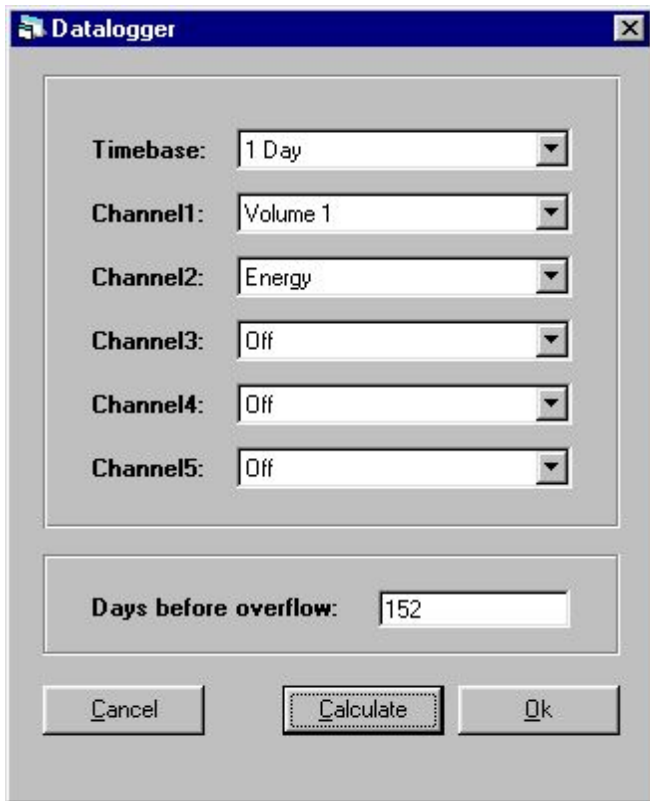 Datalogger
Timebase: 1 Day
Channel1: Volume 1
Channel2: Energy
Channel3: Off
Channel4: Off
Channel5: Off
Days before overflow: 152
Cancel Calculate Ok